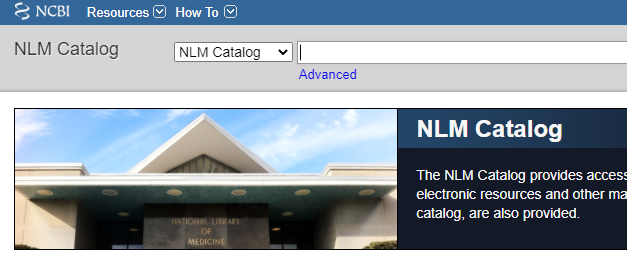 NCBI Resources How To
NLM Catalog NLM Catalog
Advanced
NLM Catalog
The NLM Catalog provides access
electronic resources and other ma
catalog, are also provided.
NATIONAL LIBRARY
OF
MEDICINE